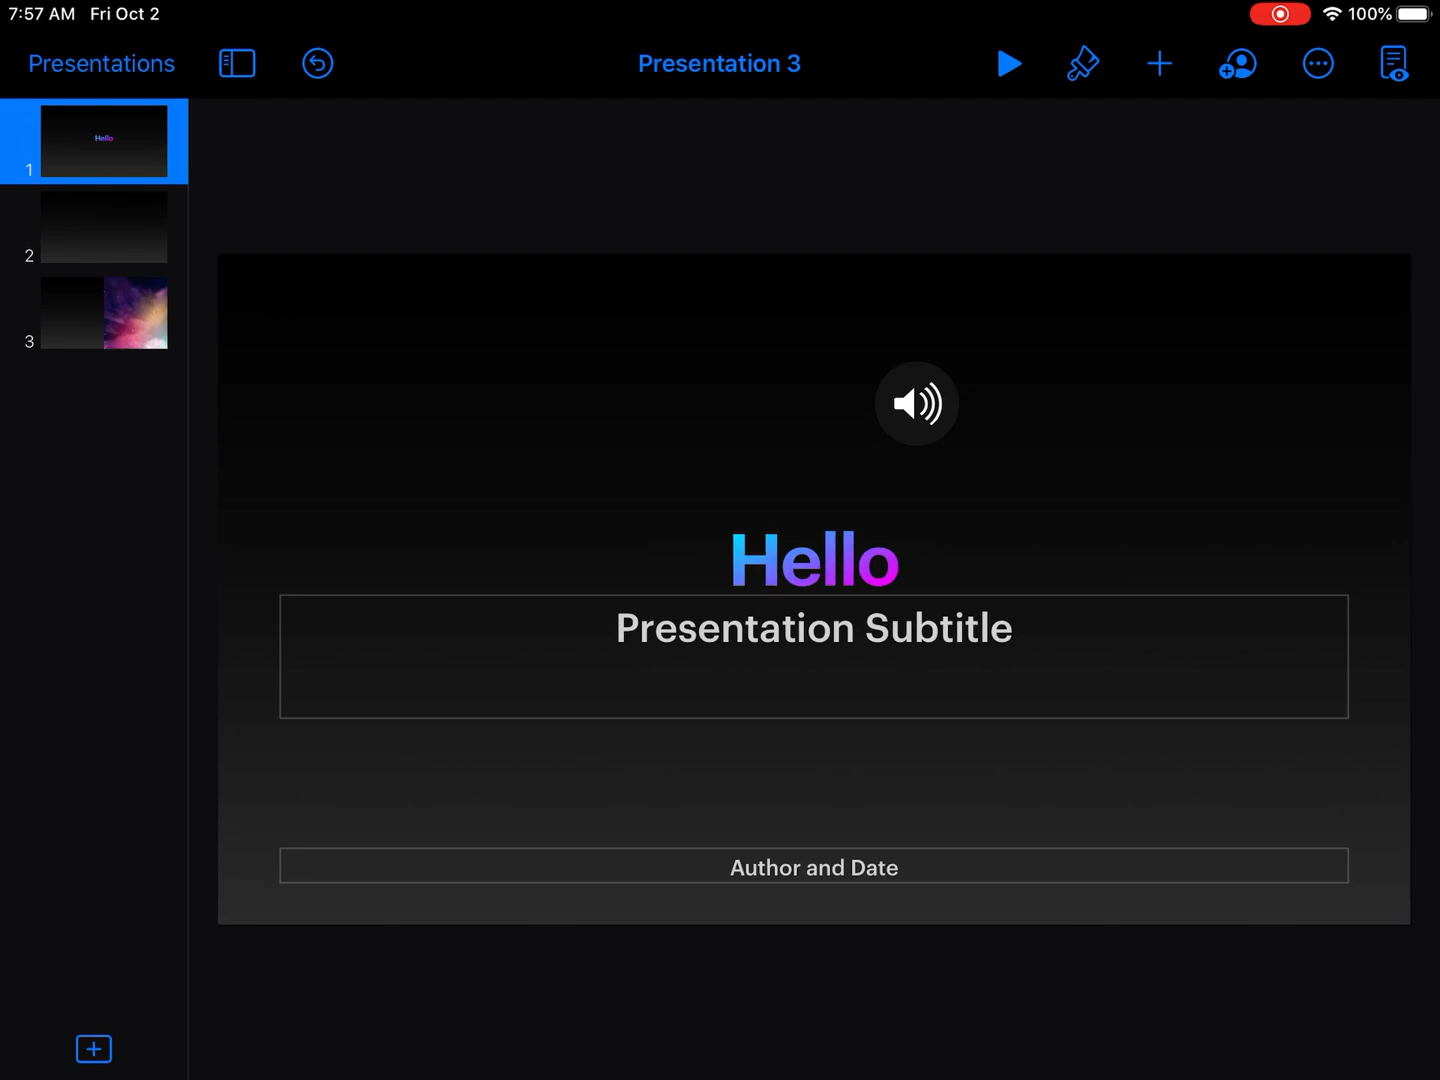 7:57 AM Fri Oct 2
100%
Presentations
Presentation 3
Hello
1
2
3
Hello
Presentation Subtitle
Author and Date